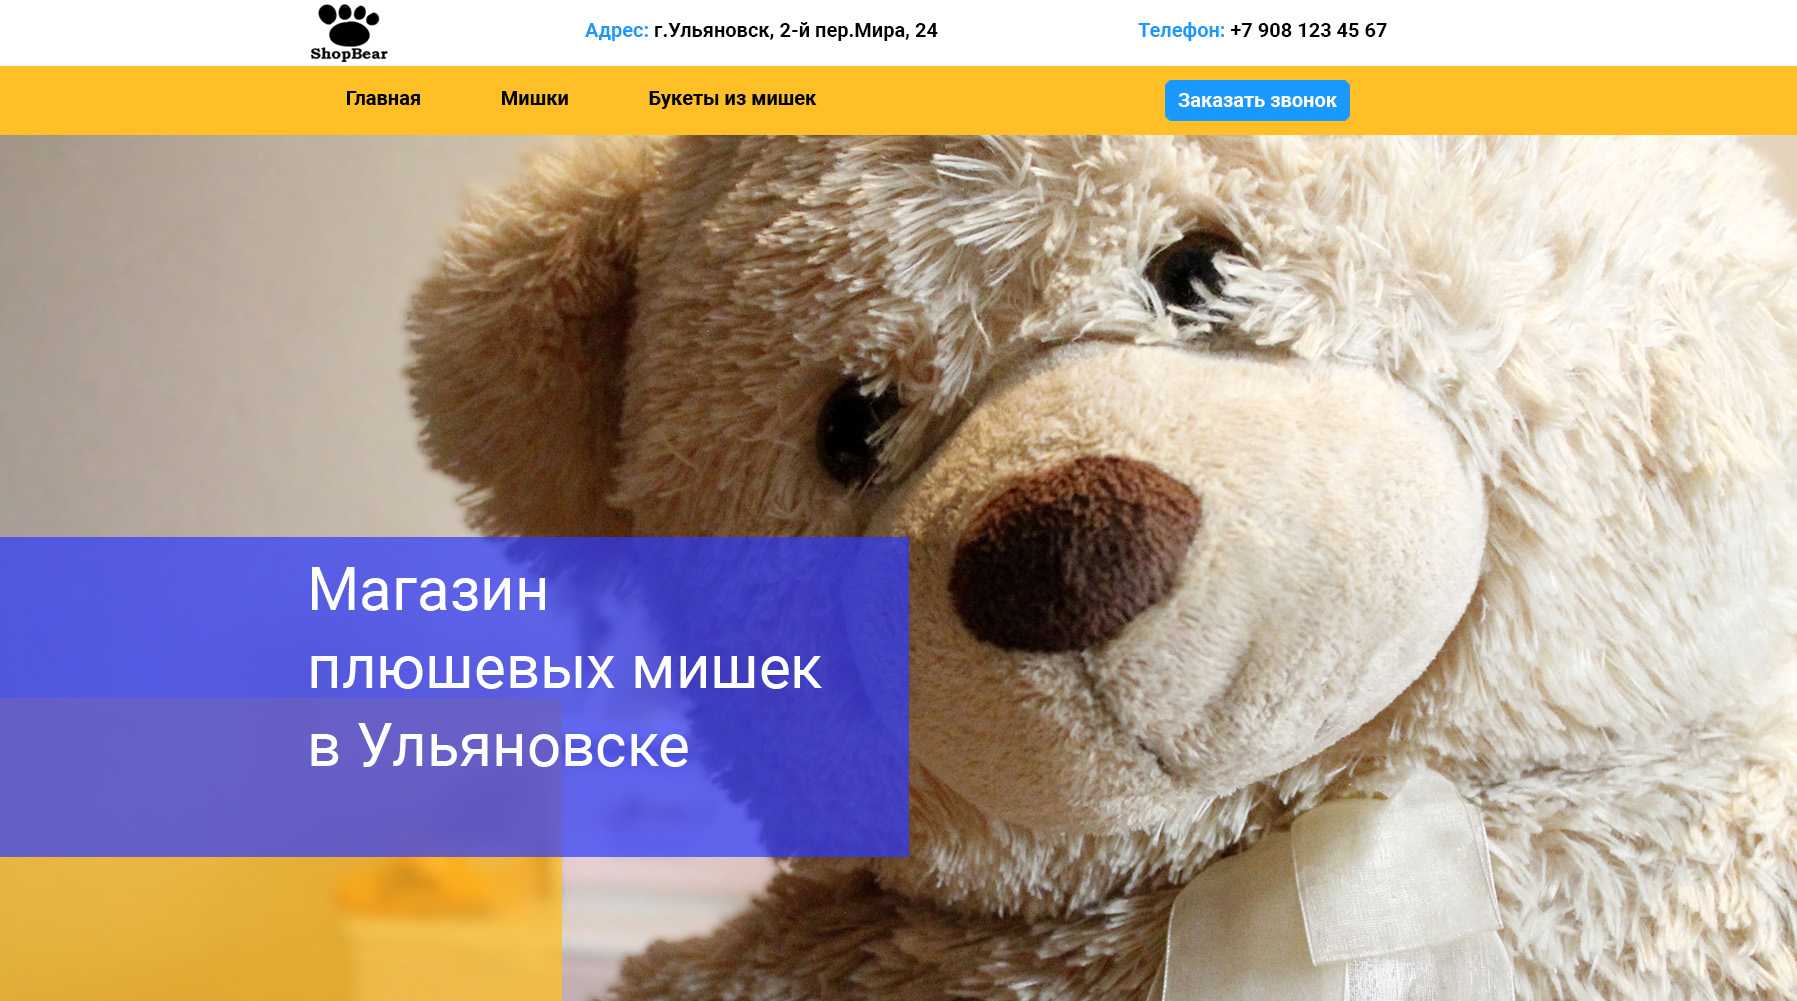 ShopBear
Адрес: г.Ульяновск, 2-й пер.Мира, 24
Телефон: +7 908 123 45 67
Главная
Мишки
Букеты из мишек
Заказать звонок
Магазин
плюшевых мишек
в Ульяновске